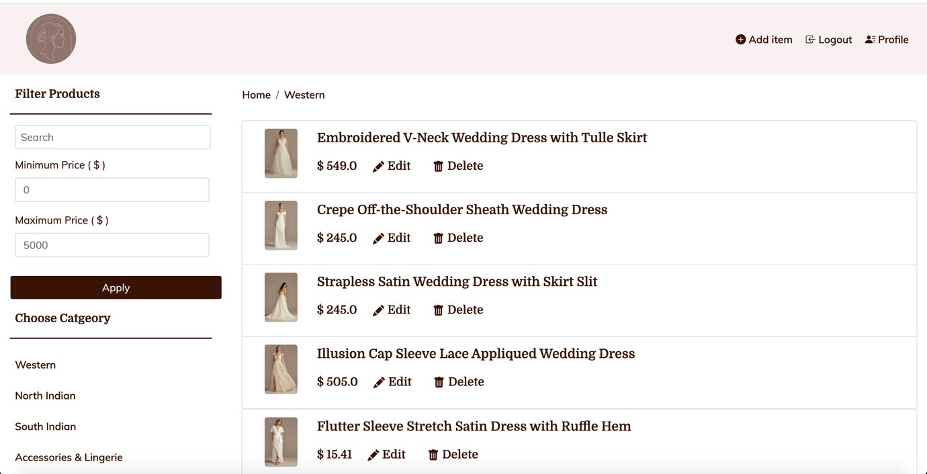 Add item Logout Profile
Filter Products
Search
Minimum Price ( $ )
0
Maximum Price ( $ )
5000
Apply
Choose Catgeory
Western
North Indian
South Indian
Accessories & Lingerie
Home / Western
Embroidered V-Neck Wedding Dress with Tulle Skirt
$ 549.0 Edit Delete
Crepe Off-the-Shoulder Sheath Wedding Dress
$ 245.0 Edit Delete
Strapless Satin Wedding Dress with Skirt Slit
$ 245.0 Edit Delete
Illusion Cap Sleeve Lace Appliqued Wedding Dress
$ 505.0 Edit Delete
Flutter Sleeve Stretch Satin Dress with Ruffle Hem
$ 15.41 Edit Delete